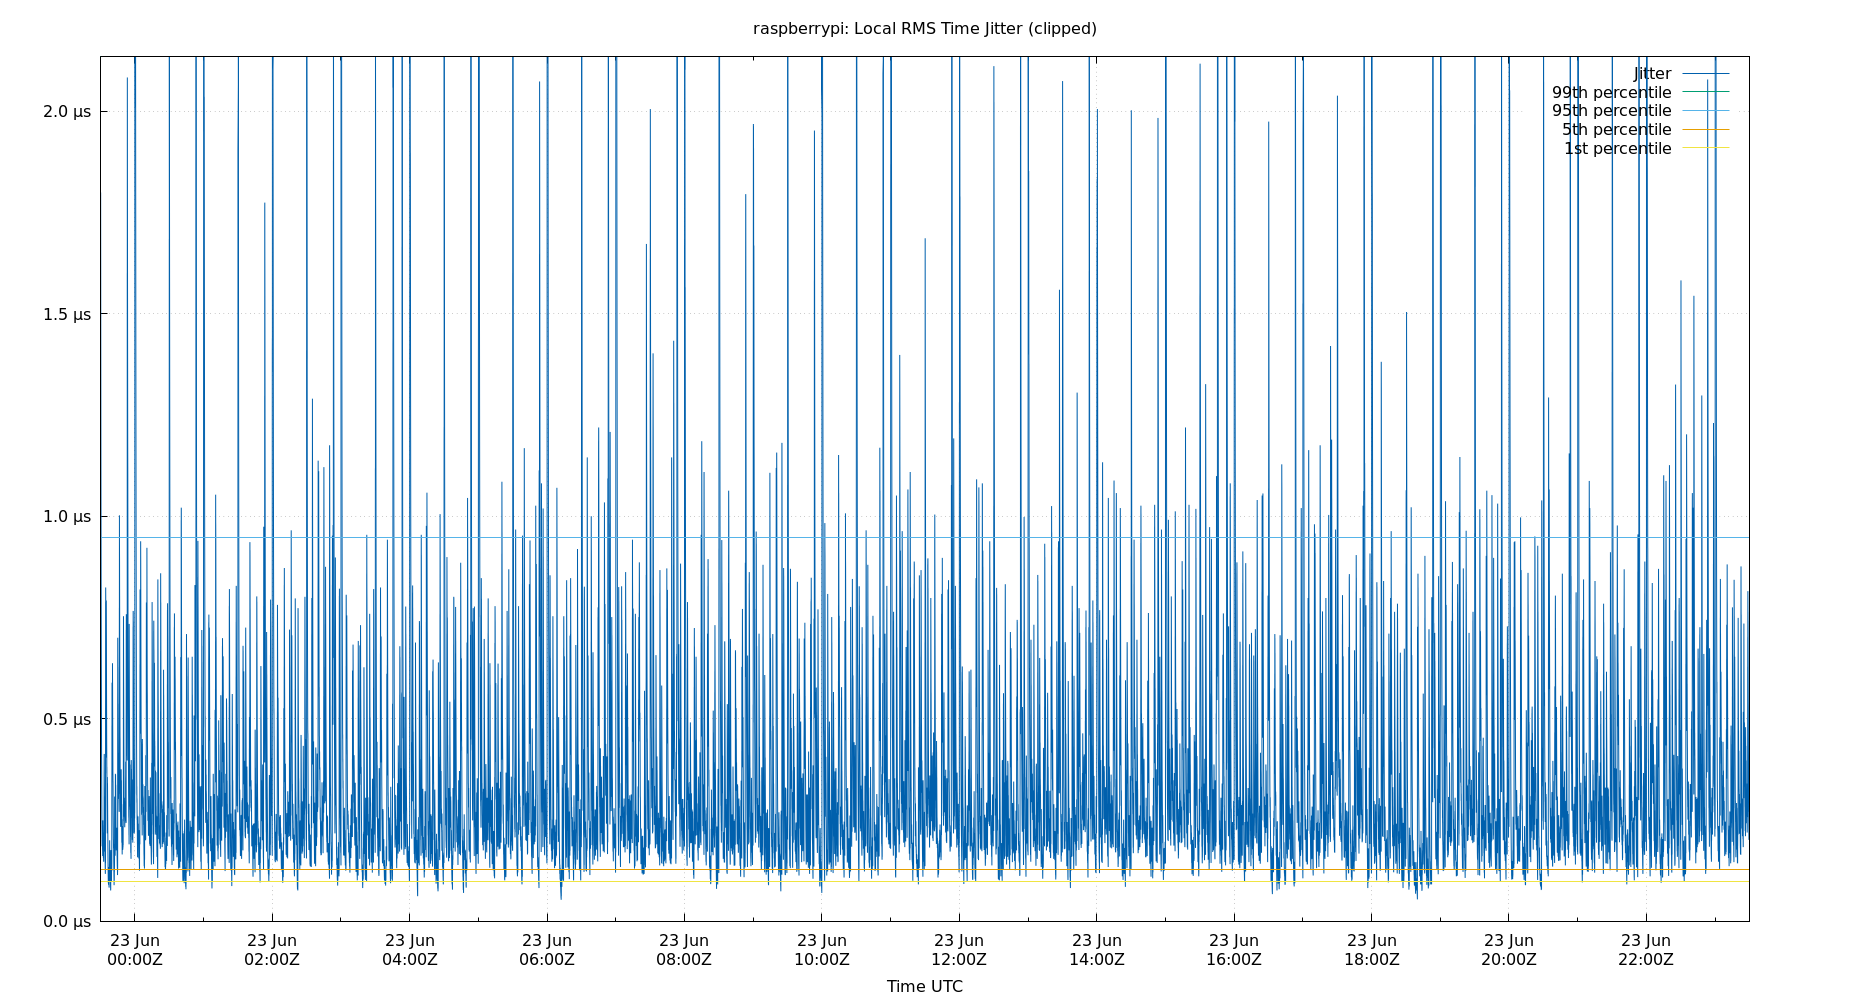 raspberrypi: Local RMS Time Jitter (clipped)
Jitter
99th percentile
95th percentile
5th percentile
1st percentile
2.0 µs
1.5 µs
1.0 µs
0.5 µs
0.0 µs
23 Jun 23 Jun 23 Jun 23 Jun 23 Jun 23 Jun 23 Jun 23 Jun 23 Jun 23 Jun 23 Jun 23 Jun
00:00Z 02:00Z 04:00Z 06:00Z 08:00Z 10:00Z 12:00Z 14:00Z 16:00Z 18:00Z 20:00Z 22:00Z
Time UTC